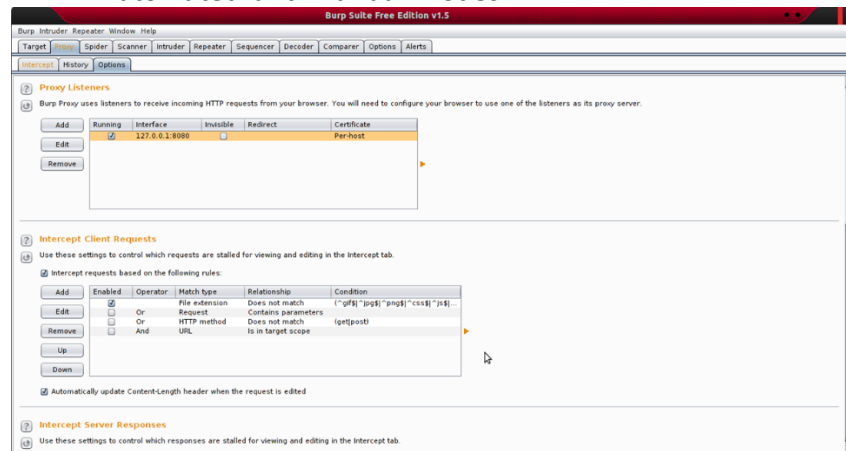 Burp Suite Free Edition v1.5
Burp Intruder Repeater Window Help
Target Proxy Spider Scanner Intruder Repeater Sequencer Decoder Comparer Options Alerts
Intercept History Options
? Proxy Listeners
Burp Proxy uses listeners to receive incoming HTTP requests from your browser. You will need to configure your browser to use one of the listeners as its proxy server.
Add Running Interface Invisible Redirect Certificate
127.0.0.1:8080 Per-host
Edit
Remove
? Intercept Client Requests
Use these settings to control which requests are stalled for viewing and editing in the Intercept tab.
Intercept requests based on the following rules:
Add Enabled Operator Match type Relationship Condition
File extension Does not match (^gif$|^jpg$|^png$|^css$|^js$|...
Edit Or Request Contains parameters
Or HTTP method Does not match (get|post)
Remove And URL Is in target scope
Up
Down
Automatically update Content-Length header when the request is edited
? Intercept Server Responses
Use these settings to control which responses are stalled for viewing and editing in the Intercept tab.